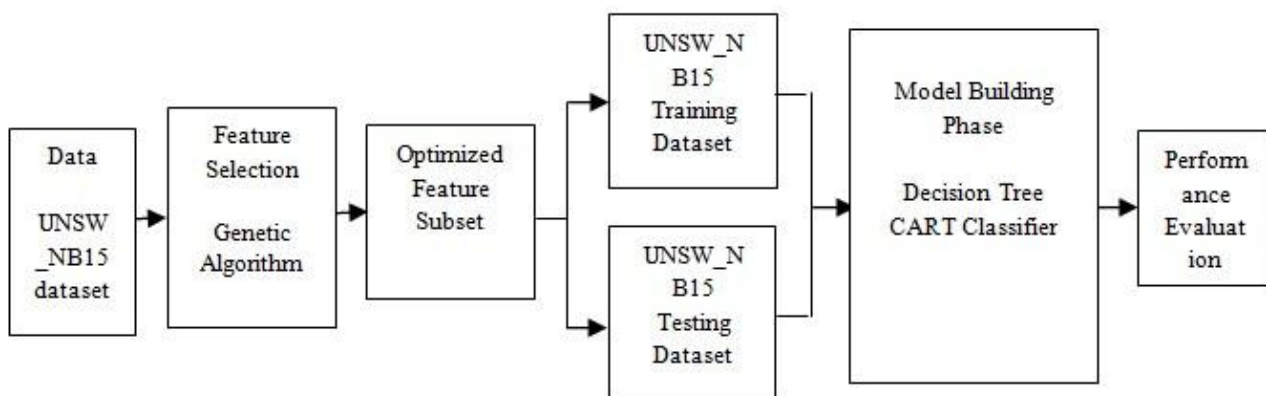 Data
UNSW
_NB15
dataset
Feature
Selection
Genetic
Algorithm
Optimized
Feature
Subset
UNSW_N
B15
Training
Dataset
UNSW_N
B15
Testing
Dataset
Model Building
Phase
Decision Tree
CART Classifier
Perform
ance
Evaluat
ion